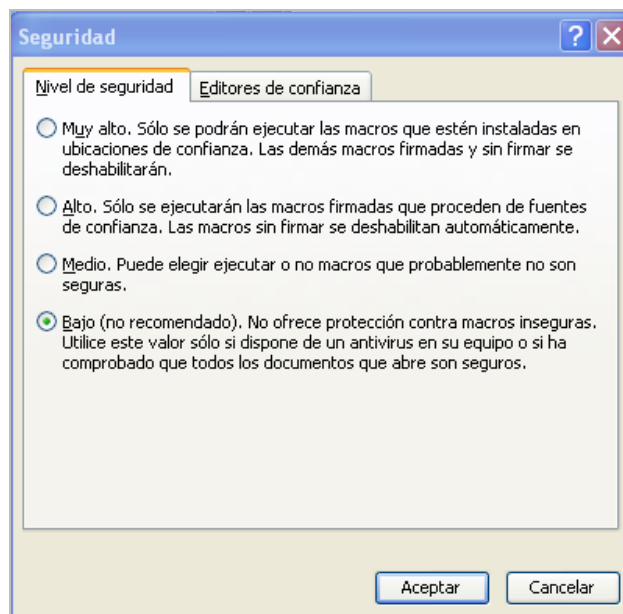 Seguridad
Nivel de seguridad
Editores de confianza
Muy alto. Sólo se podrán ejecutar las macros que estén instaladas en
ubicaciones de confianza. Las demás macros firmadas y sin firmar se
deshabilitarán.
Alto. Sólo se ejecutarán las macros firmadas que proceden de fuentes
de confianza. Las macros sin firmar se deshabilitan automáticamente.
Medio. Puede elegir ejecutar o no macros que probablemente no son
seguras.
Bajo (no recomendado). No ofrece protección contra macros inseguras.
Utilice este valor sólo si dispone de un antivirus en su equipo o si ha
comprobado que todos los documentos que abre son seguros.
Aceptar
Cancelar